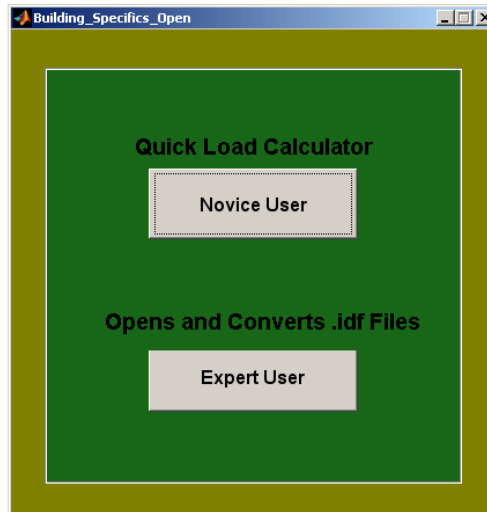 Building_Specifics_Open
Quick Load Calculator
Novice User
Opens and Converts .idf Files
Expert User